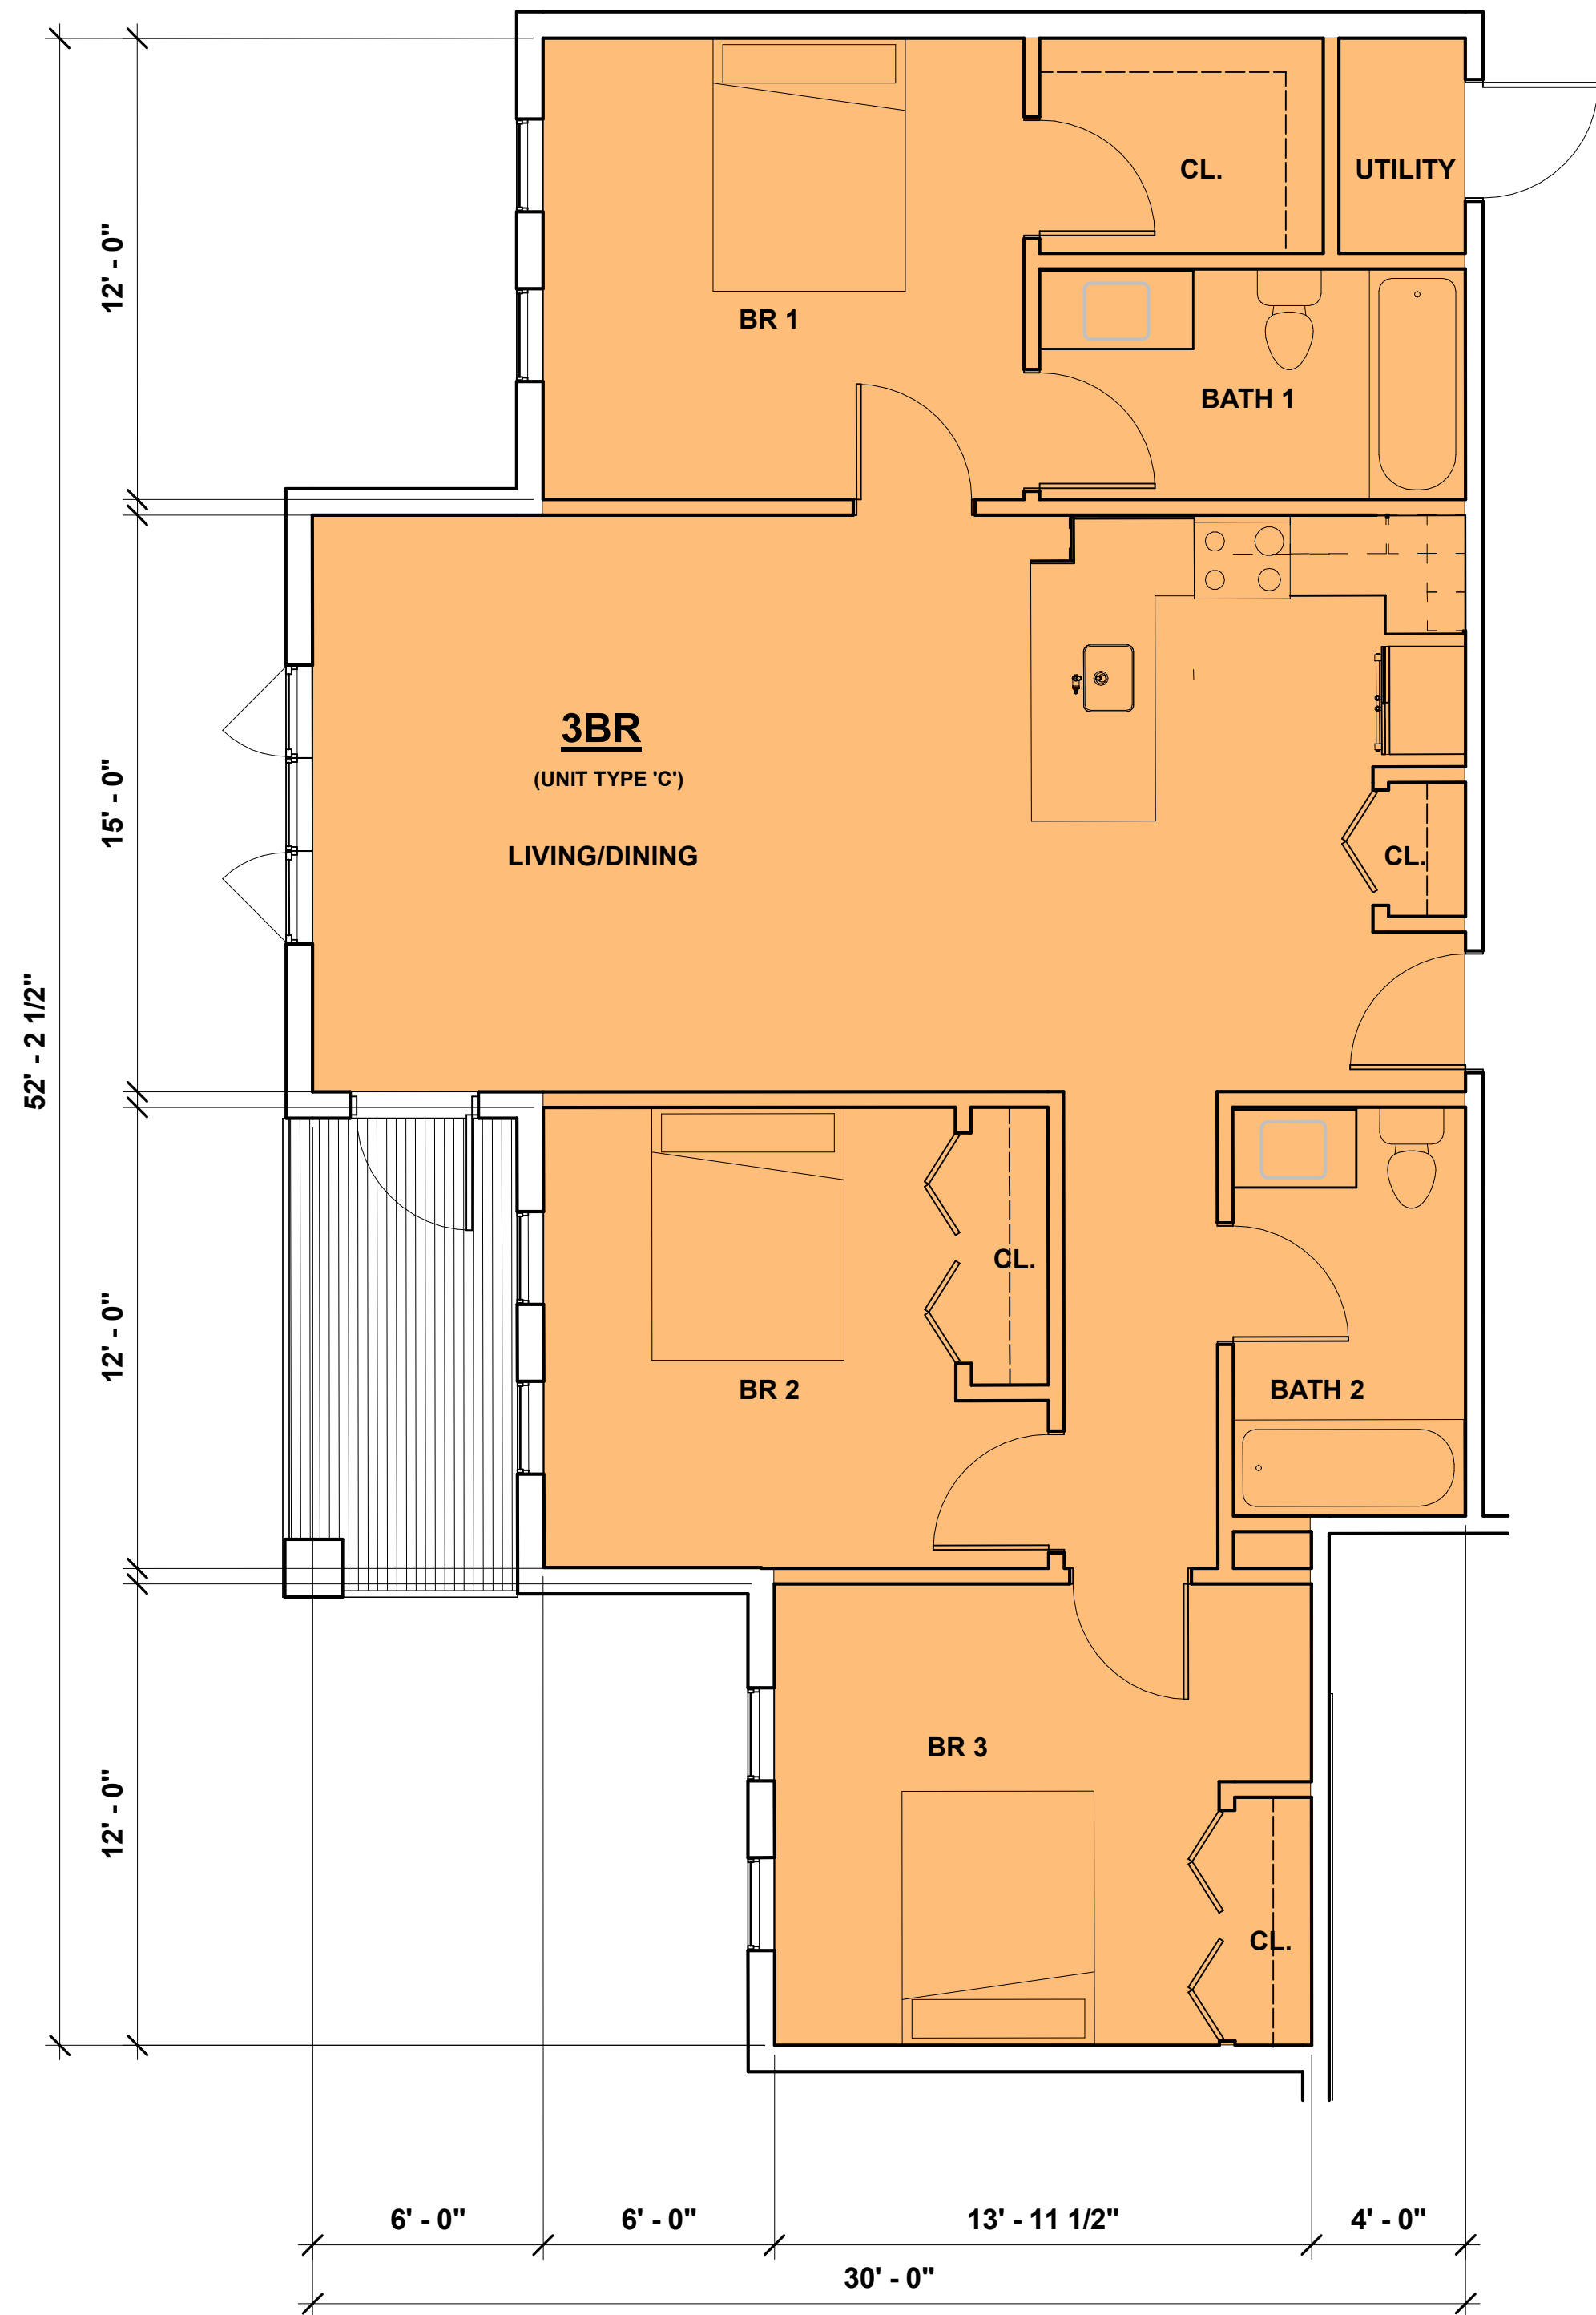 CL.
UTILITY
12' - 0"
BR 1
BATH 1
3BR
(UNIT TYPE 'C')
15' - 0"
LIVING/DINING
CL.
52' - 2 1/2"
12' - 0"
CL.
BR 2
BATH 2
BR 3
12' - 0"
CL.
6' - 0"
6' - 0"
13' - 11 1/2"
4' - 0"
30' - 0"